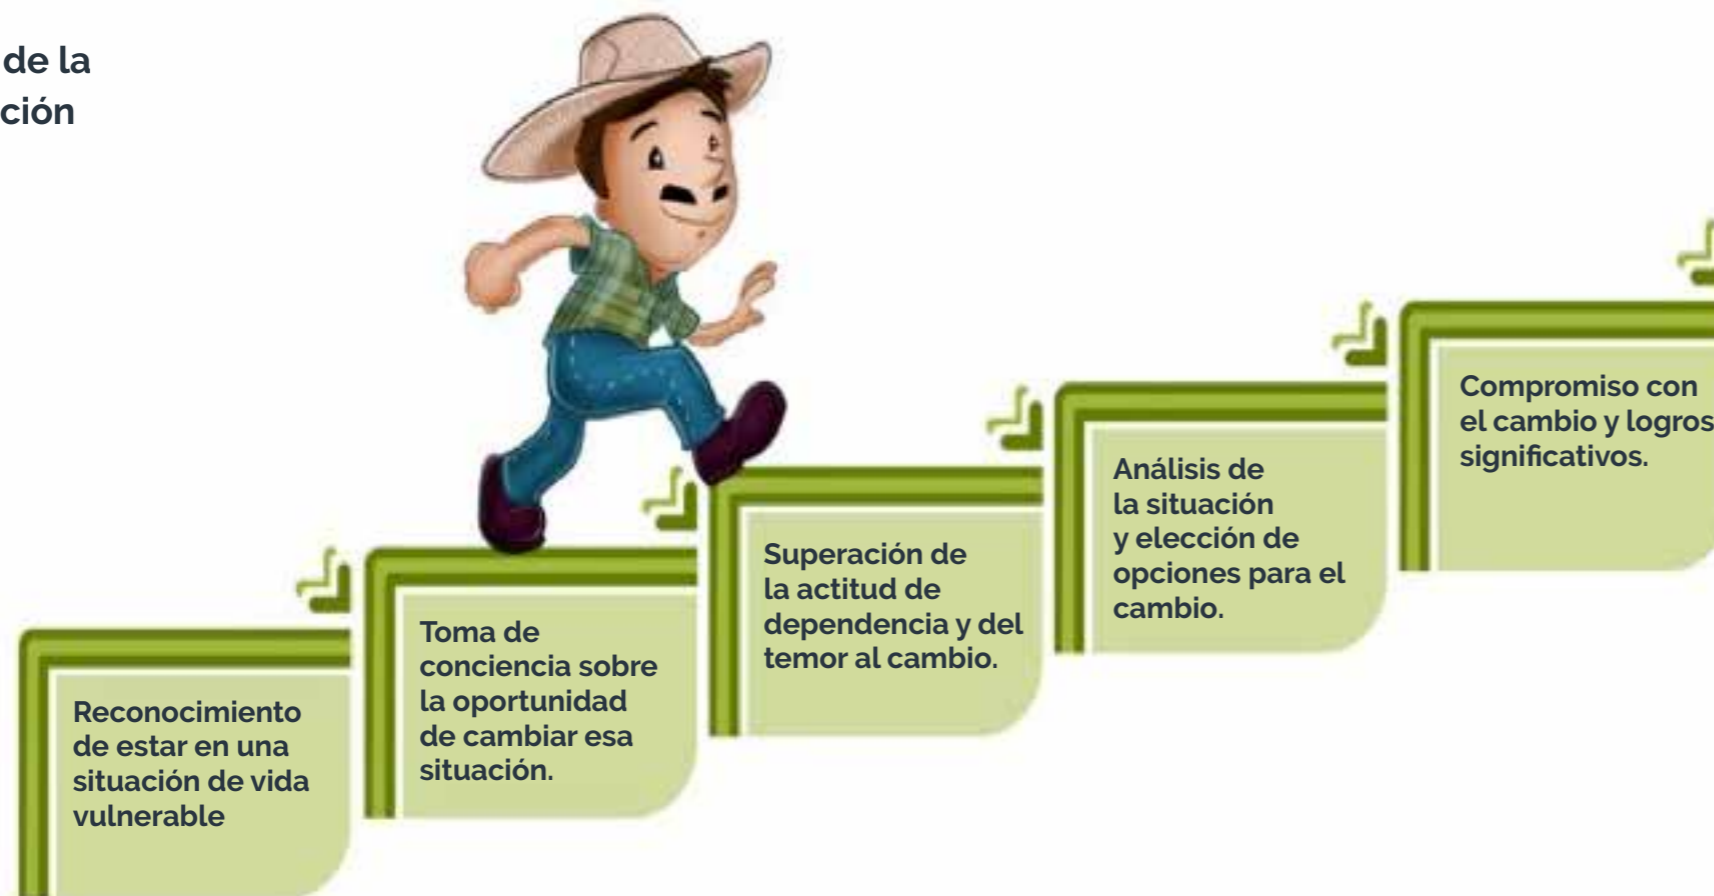 de la
ción
Reconocimiento
de estar en una
situación de vida
vulnerable
Toma de
conciencia sobre
la oportunidad
de cambiar esa
situación.
Superación de
la actitud de
dependencia y del
temor al cambio.
Análisis de
la situación
y elección de
opciones para el
cambio.
Compromiso con
el cambio y logros
significativos.